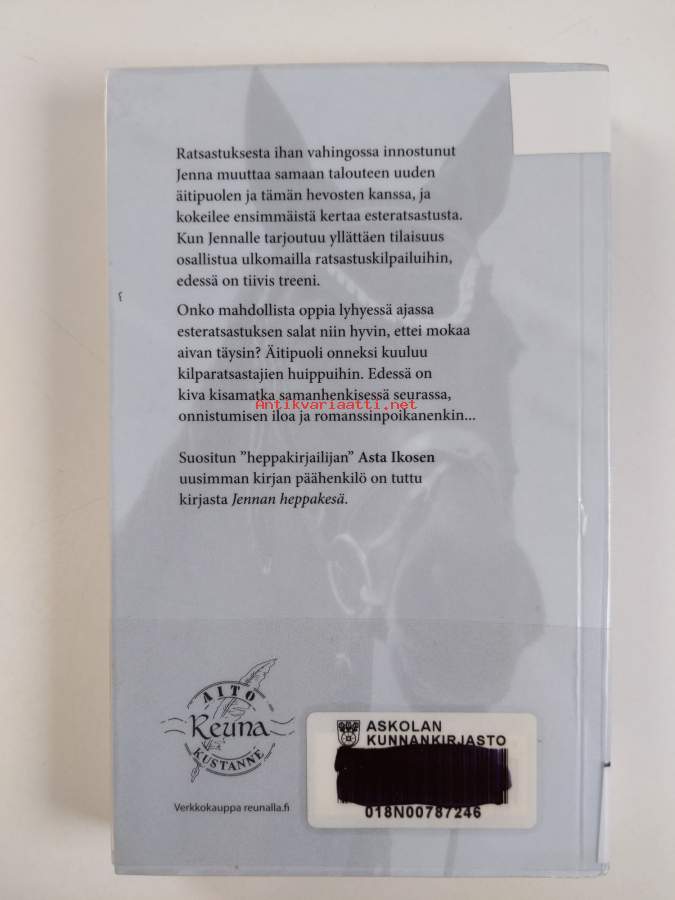 Ratsastuksesta ihan vahingossa innostunut
Jenna muuttaa samaan talouteen uuden
äitipuolen ja tämän hevosten kanssa, ja
kokeilee ensimmäistä kertaa esteratsastusta.
Kun Jennalle tarjoutuu yllättäen tilaisuus
osallistua ulkomailla ratsastuskilpailuihin,
edessä on tiivis treeni.
Onko mahdollista oppia lyhyessä ajassa
esteratsastuksen salat niin hyvin, ettei mokaa
aivan täysin? Äitipuoli onneksi kuuluu
kilparatsastajien huippuihin. Edessä on
kiva kisamatka samanhenkisessä seurassa,
Antikvariaatti.net
onnistumisen iloa ja romanssinpoikanenkin...
Suositun ”heppakirjailijan” Asta Ikosen
uusimman kirjan päähenkilö on tuttu
kirjasta Jennan heppakesä.
AITO
Reuna
KUSTANNE
Verkkokauppa reunalla.fi
ASKOLAN
KUNNANKIRJASTO
018N00787246